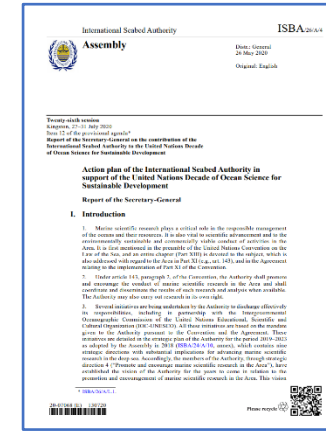 International Seabed Authority ISBA/26/A/4
Assembly
Distr.: General
26 May 2020
Original: English
Twenty-sixth session
Kingston, 27–31 July 2020
Item 12 of the provisional agenda*
Report of the Secretary-General on the contribution of the
International Seabed Authority to the United Nations Decade
of Ocean Science for Sustainable Development
Action plan of the International Seabed Authority in
support of the United Nations Decade of Ocean Science for
Sustainable Development
Report of the Secretary-General
I. Introduction
1. Marine scientific research plays a critical role in the responsible management
of the oceans and their resources. It is also vital to scientific advancement and to the
environmentally sustainable and commercially viable conduct of activities in the
Area. It is first mentioned in the preamble of the United Nations Convention on the
Law of the Sea, and an entire chapter (Part XIII) is devoted to the subject, which is
also addressed with regard to the Area in Part XI (e.g., art. 143), and in the Agreement
relating to the implementation of Part XI of the Convention.
2. Under article 143, paragraph 2, of the Convention, the Authority shall promote
and encourage the conduct of marine scientific research in the Area and shall
coordinate and disseminate the results of such research and analysis when available.
The Authority may also carry out research in its own right.
3. Several initiatives are being undertaken by the Authority to discharge effectively
its responsibilities, including in partnership with the Intergovernmental
Oceanographic Commission of the United Nations Educational, Scientific and
Cultural Organization (IOC-UNESCO). All those initiatives are based on the mandate
given to the Authority pursuant to the Convention and the Agreement. Those
initiatives are detailed in the strategic plan of the Authority for the period 2019–2023
as adopted by the Assembly in 2018 (ISBA/24/A/10, annex), which contains nine
strategic directions with substantial implications for advancing marine scientific
research in the deep sea. Accordingly, the members of the Authority, through strategic
direction 4 ("Promote and encourage marine scientific research in the Area"), have
established the vision of the Authority for the years to come in relation to the
promotion and encouragement of marine scientific research in the Area. This vision
* ISBA/26/A/L.1.
20-07068 (E) 130720
Please recycle